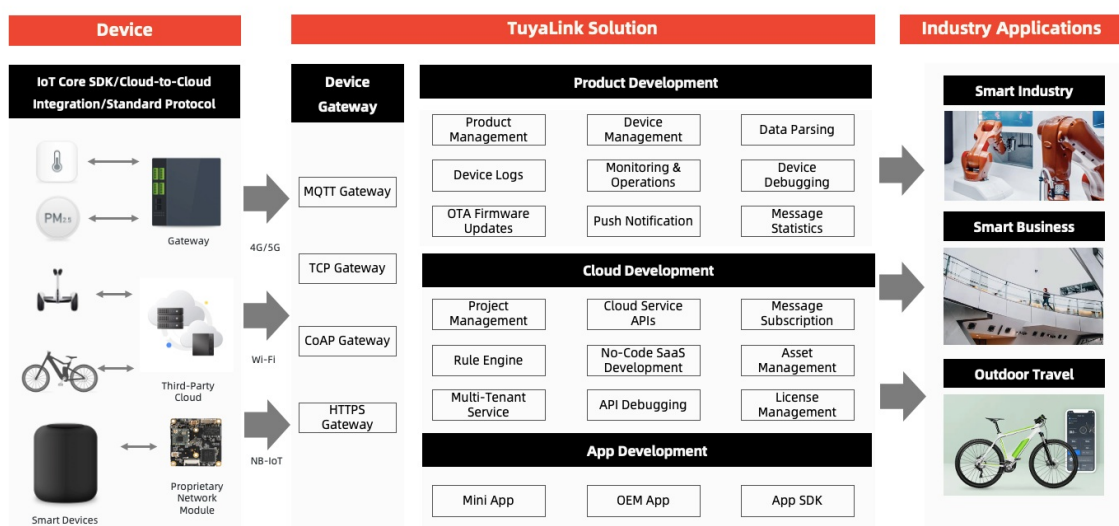 Device
TuyaLink Solution
Industry Applications
IoT Core SDK/Cloud-to-Cloud
Integration/Standard Protocol
PM2.5
Gateway
Third-Party
Cloud
Smart Devices
Proprietary
Network
Module
4G/5G
Wi-Fi
NB-IoT
Device
Gateway
MQTT Gateway
TCP Gateway
CoAP Gateway
HTTPS
Gateway
Product Development
Product
Management
Device
Management
Data Parsing
Device Logs
Monitoring &
Operations
Device
Debugging
OTA Firmware
Updates
Push Notification
Message
Statistics
Cloud Development
Project
Management
Cloud Service
APIs
Message
Subscription
Rule Engine
No-Code SaaS
Development
Asset
Management
Multi-Tenant
Service
API Debugging
License
Management
App Development
Mini App
OEM App
App SDK
Smart Industry
Smart Business
Outdoor Travel